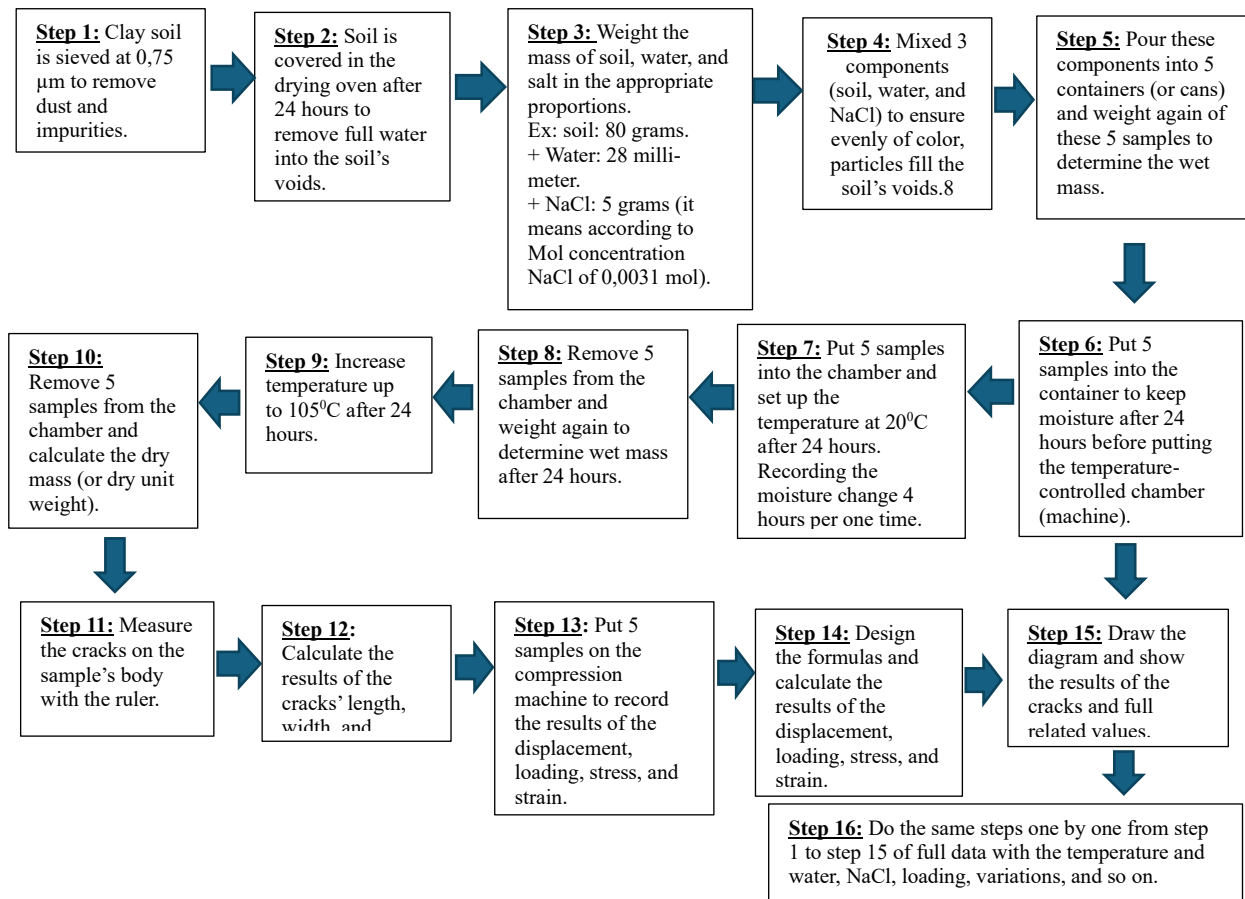 Step 1: Clay soil
is sieved at 0,75
µm to remove
dust and
impurities.
Step 2: Soil is
covered in the
drying oven after
24 hours to
remove full water
into the soil's
voids.
Step 3: Weight the
mass of soil, water, and
salt in the appropriate
proportions.
Ex: soil: 80 grams.
+ Water: 28 milli-
meter.
+ NaCl: 5 grams (it
means according to
Mol concentration
NaCl of 0,0031 mol).
Step 4: Mixed 3
components
(soil, water, and
NaCl) to ensure
evenly of color,
particles fill the
soil's voids.8
Step 5: Pour these
components into 5
containers (or cans)
and weight again of
these 5 samples to
determine the wet
mass.
Step 6: Put 5
samples into the
container to keep
moisture after 24
hours before putting
the temperature-
controlled chamber
(machine).
Step 7: Put 5 samples
into the chamber and
set up the
temperature at 20⁰C
after 24 hours.
Recording the
moisture change 4
hours per one time.
Step 8: Remove 5
samples from the
chamber and
weight again to
determine wet mass
after 24 hours.
Step 9: Increase
temperature up
to 105⁰C after 24
hours.
Step 10:
Remove 5
samples from the
chamber and
calculate the dry
mass (or dry unit
weight).
Step 11: Measure
the cracks on the
sample's body
with the ruler.
Step 12:
Calculate the
results of the
cracks' length,
width, and
Step 13: Put 5
samples on the
compression
machine to record
the results of the
displacement,
loading, stress, and
strain.
Step 14: Design
the formulas and
calculate the
results of the
displacement,
loading, stress, and
strain.
Step 15: Draw the
diagram and show
the results of the
cracks and full
related values.
Step 16: Do the same steps one by one from step
1 to step 15 of full data with the temperature and
water, NaCl, loading, variations, and so on.